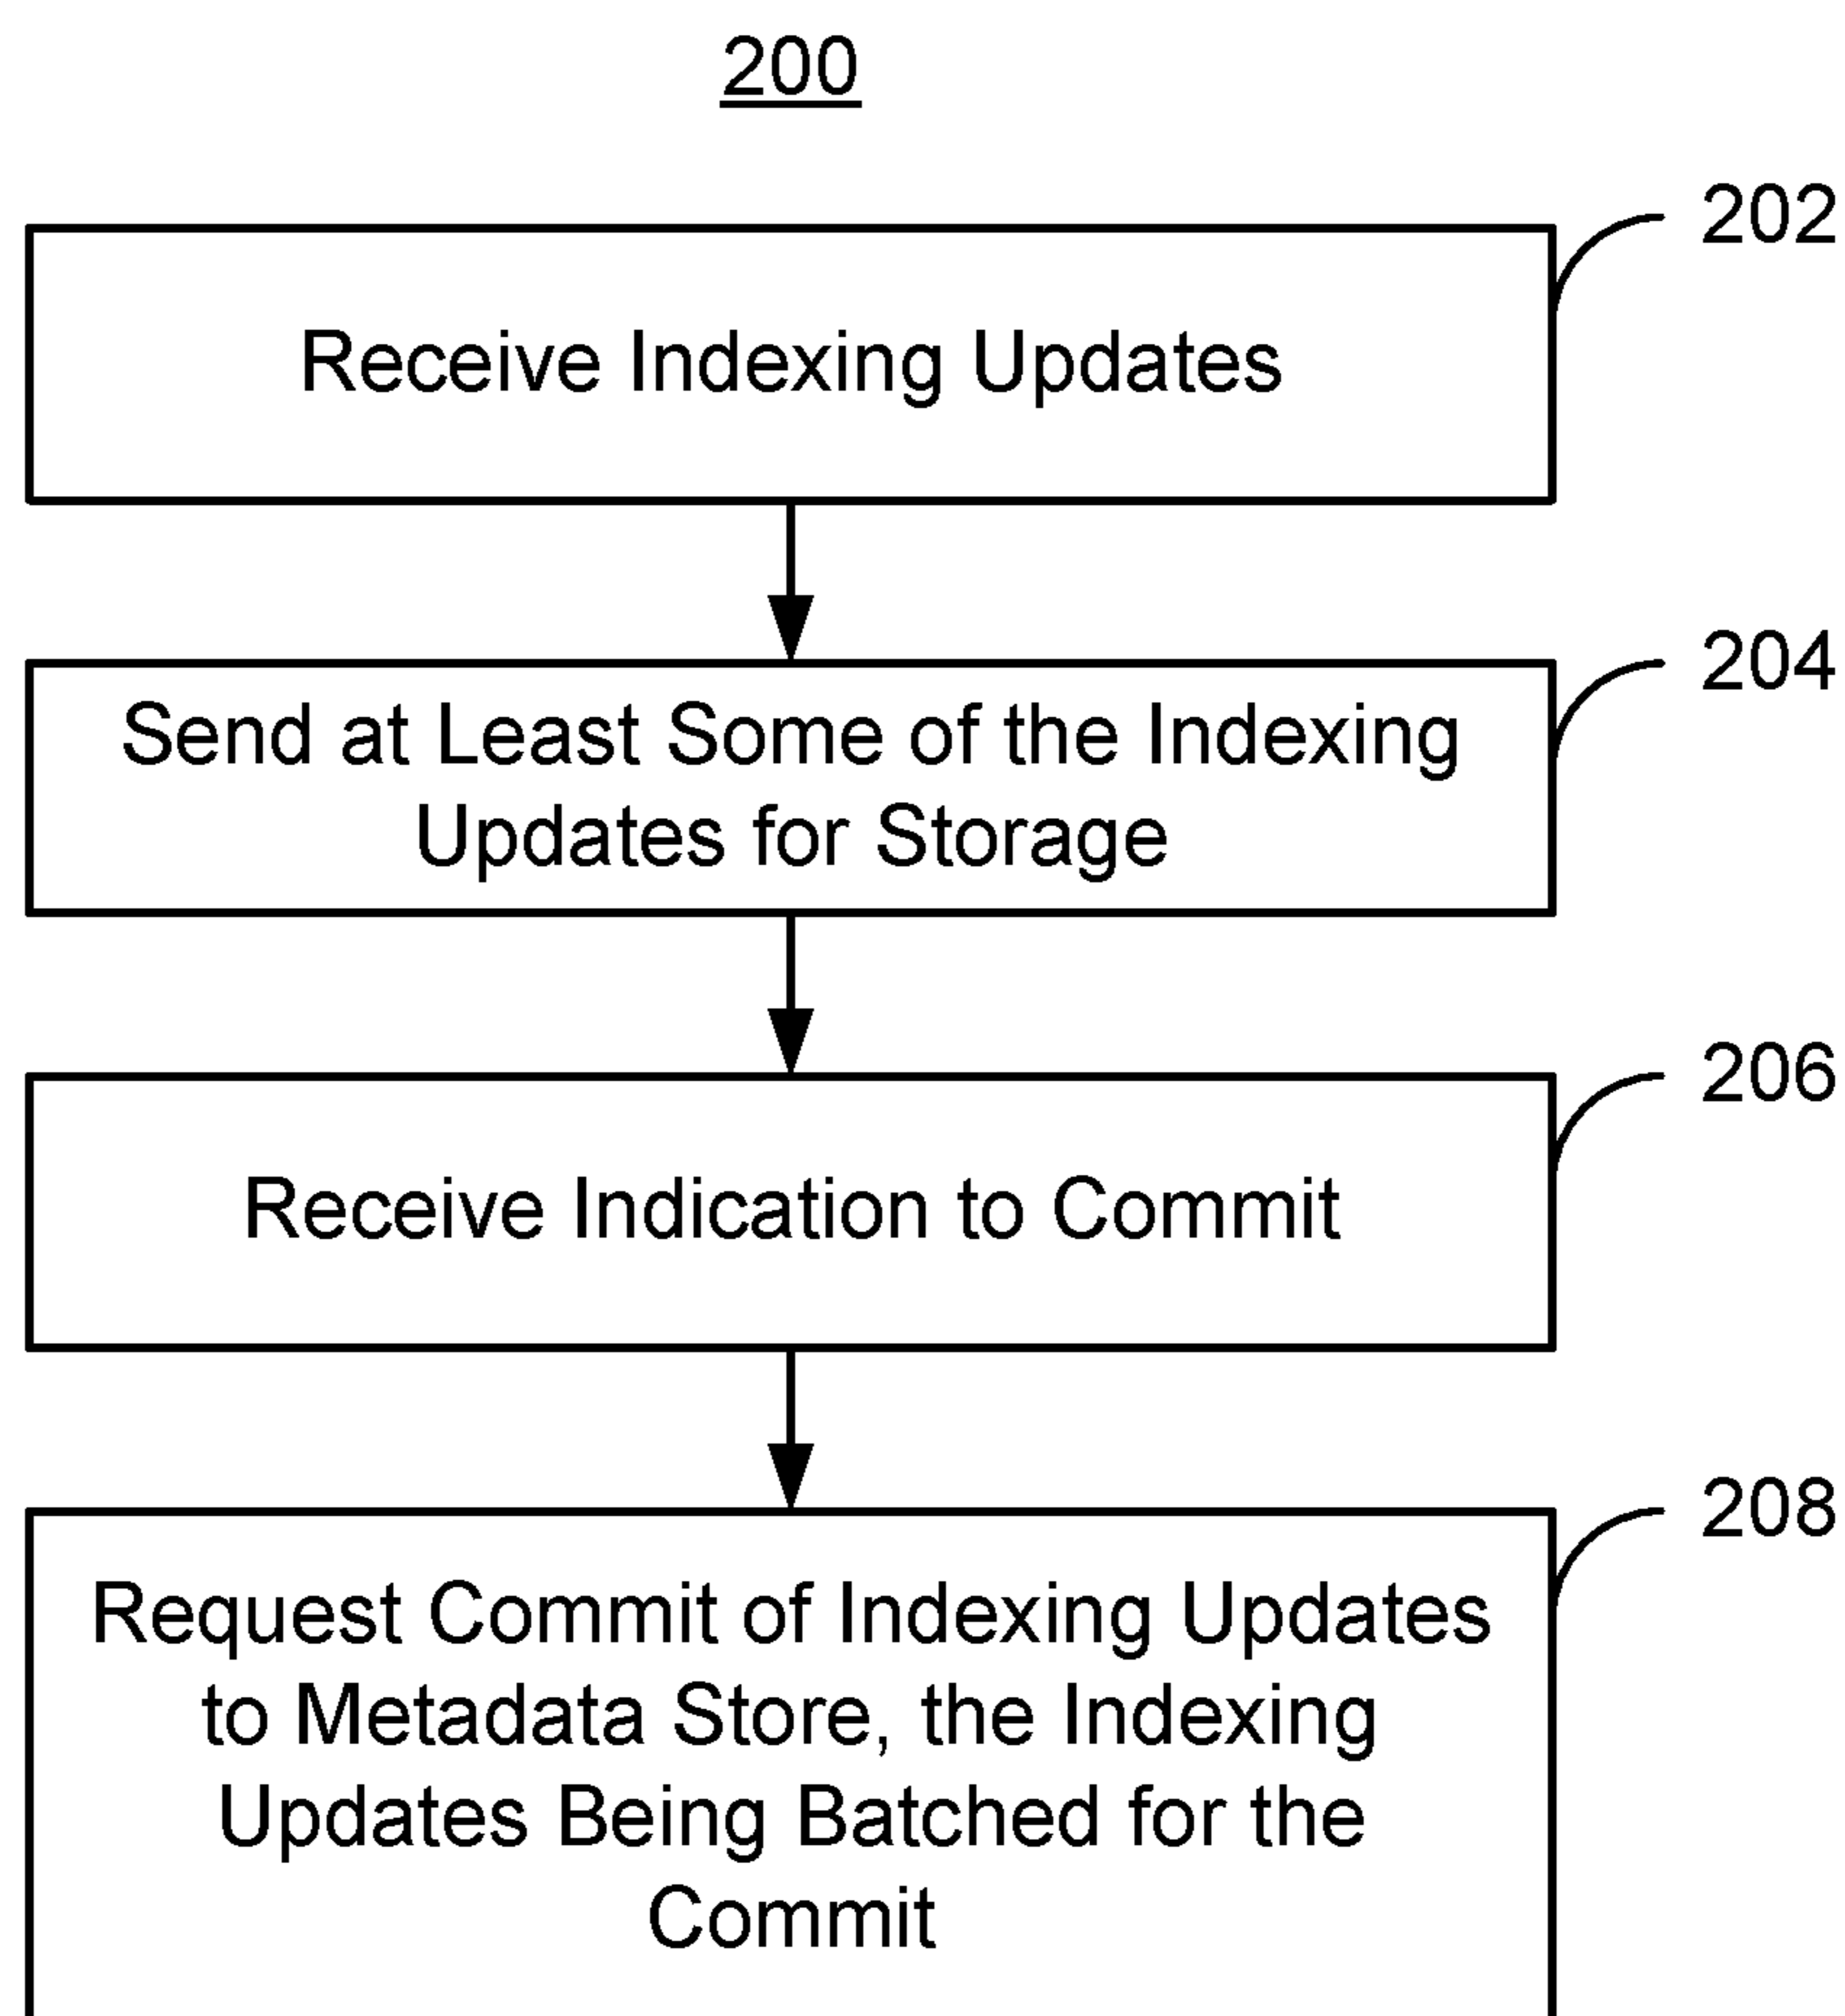 200
202
Receive Indexing Updates
204
Send at Least Some of the Indexing
Updates for Storage
206
Receive Indication to Commit
208
Request Commit of Indexing Updates
to Metadata Store, the Indexing
Updates Being Batched for the
Commit